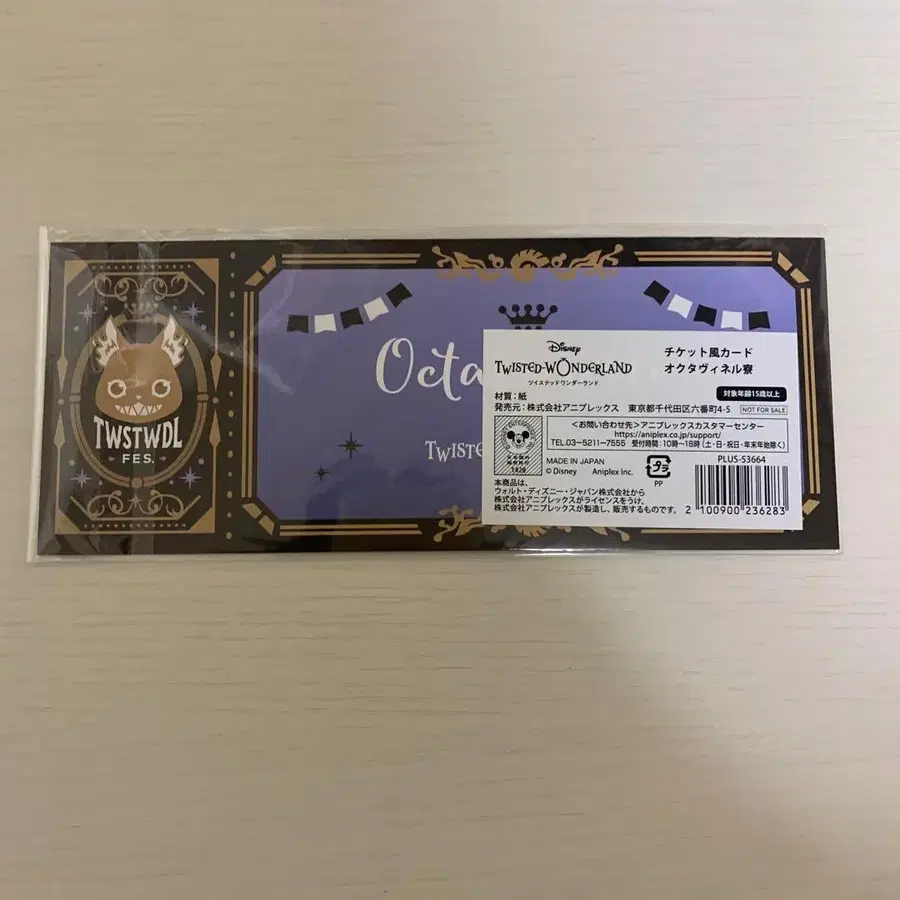 TWSTWDL
FES.
Octa
TWIST
Disney
TWISTED-WONDERLAND
ツイステッドワンダーランド
チケット風カード
オクタヴィネル寮
対象年齢15歳以上
材質：紙
発売元：株式会社アニプレックス 東京都千代田区六番町4-5
NOT FOR SALE
＜お問い合わせ先＞アニプレックスカスタマーセンター
https://aniplex.co.jp/support/
TEL.03-5211-7555 受付時間：10時～18時（土・日・祝日・年末年始除く）
1428
MADE IN JAPAN
© Disney Aniplex Inc.
プラ
PP
PLUS-53664
本商品は、
ウォルト・ディズニー・ジャパン株式会社から
株式会社アニプレックスがライセンスをうけ、
株式会社アニプレックスが製造し、販売するものです。
2 100900 236283